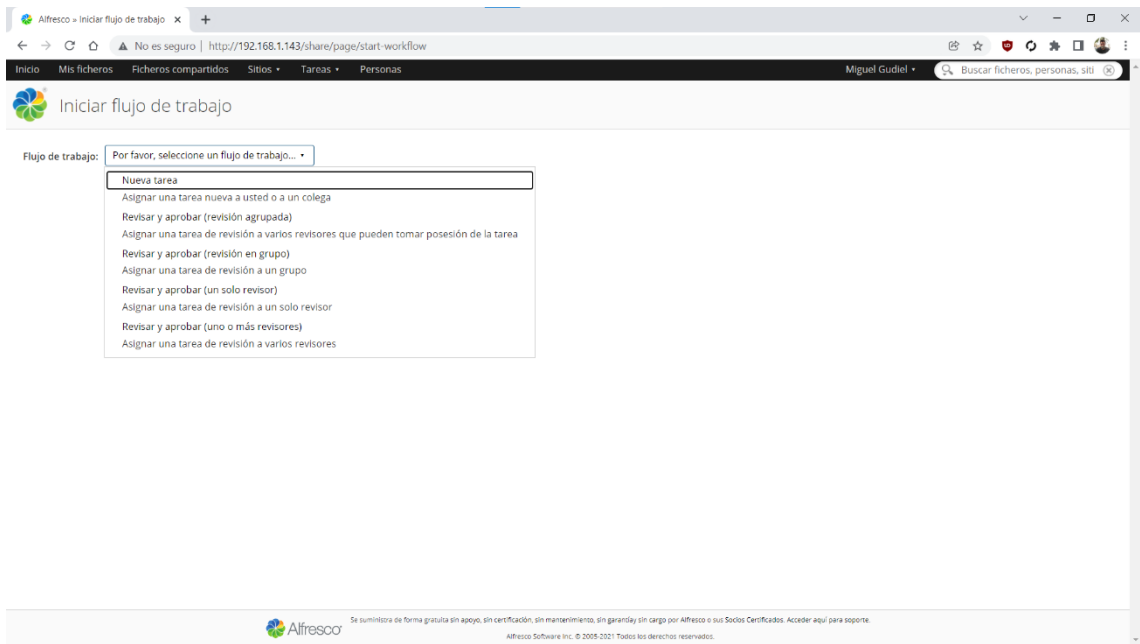 Alfresco » Iniciar flujo de trabajo
No es seguro | http://192.168.1.143/share/page/start-workflow
Inicio Mis ficheros Ficheros compartidos Sitios Tareas Personas Miguel Gudiel Buscar ficheros, personas, siti
Iniciar flujo de trabajo
Flujo de trabajo: Por favor, seleccione un flujo de trabajo...
Nueva tarea
Asignar una tarea nueva a usted o a un colega
Revisar y aprobar (revisión agrupada)
Asignar una tarea de revisión a varios revisores que pueden tomar posesión de la tarea
Revisar y aprobar (revisión en grupo)
Asignar una tarea de revisión a un grupo
Revisar y aprobar (un solo revisor)
Asignar una tarea de revisión a un solo revisor
Revisar y aprobar (uno o más revisores)
Asignar una tarea de revisión a varios revisores
Alfresco
Se suministra de forma gratuita sin apoyo, sin certificación, sin mantenimiento, sin garantíay sin cargo por Alfresco o sus Socios Certificados. Acceder aquí para soporte.
Alfresco Software Inc. © 2005-2021 Todos los derechos reservados.